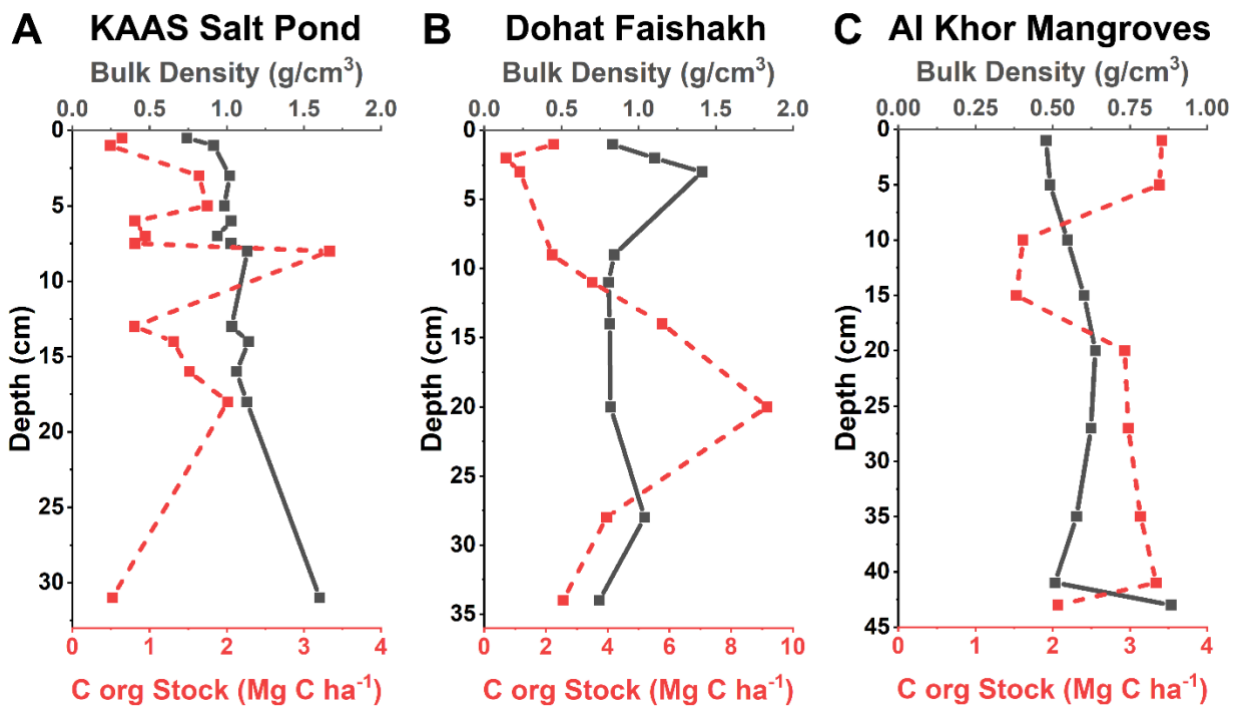 A KAAS Salt Pond
Bulk Density (g/cm³)
0.0 0.5 1.0 1.5 2.0
0
5
10
15
20
25
30
Depth (cm)
0 1 2 3 4
C org Stock (Mg C ha⁻¹)
B Dohat Faishakh
Bulk Density (g/cm³)
0.0 0.5 1.0 1.5 2.0
0
5
10
15
20
25
30
35
Depth (cm)
0 2 4 6 8 10
C org Stock (Mg C ha⁻¹)
C Al Khor Mangroves
Bulk Density (g/cm³)
0.00 0.25 0.50 0.75 1.00
0
5
10
15
20
25
30
35
40
45
Depth (cm)
0 1 2 3 4
C org Stock (Mg C ha⁻¹)